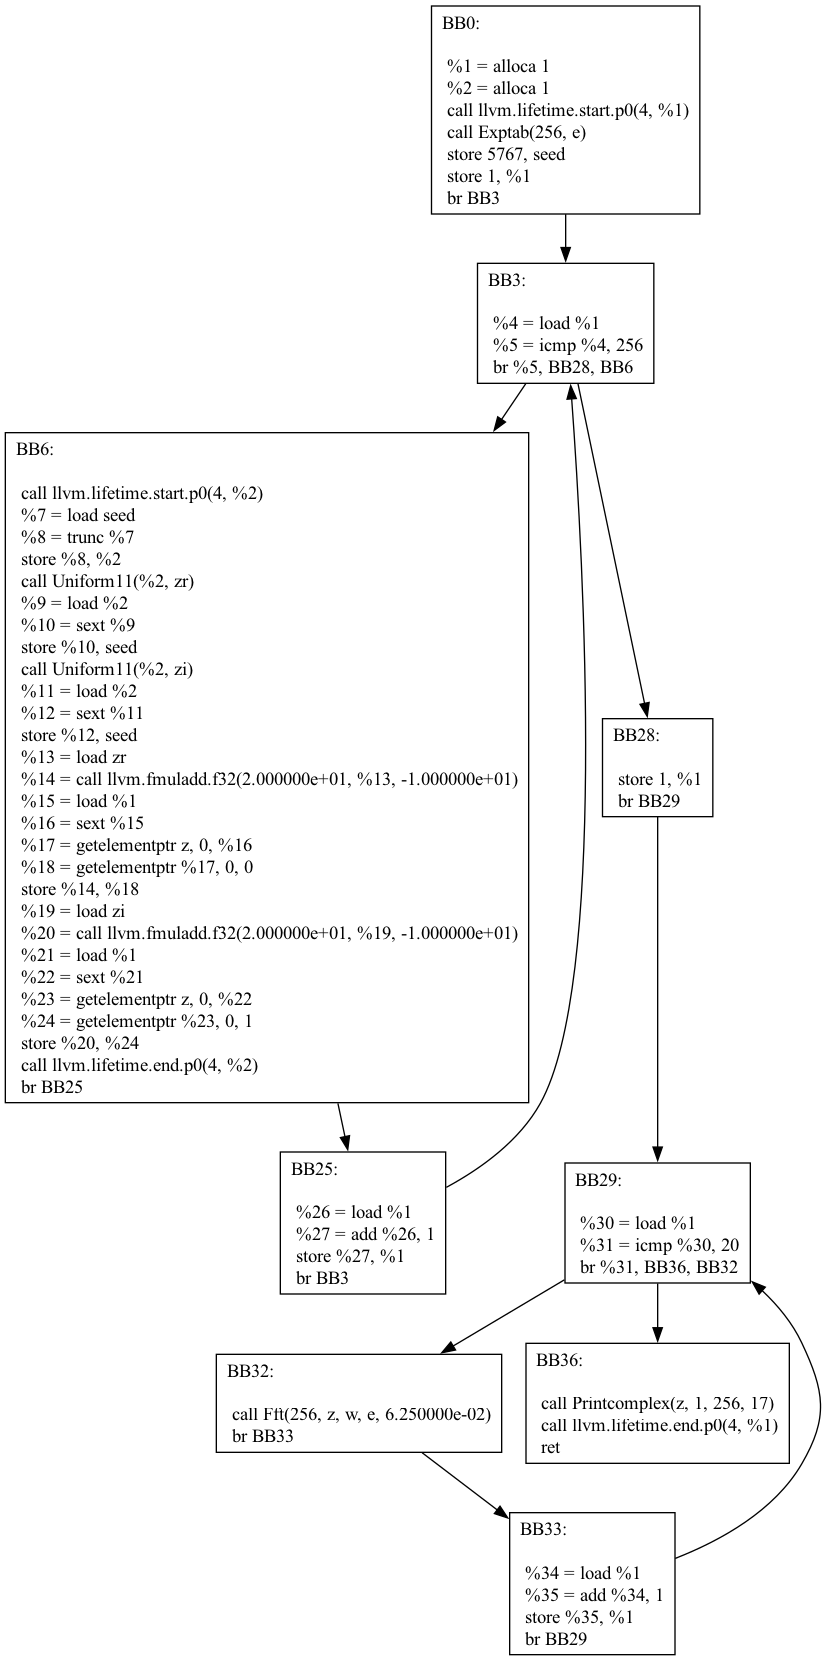 BB0:
%1 = alloca 1
%2 = alloca 1
call llvm.lifetime.start.p0(4, %1)
call Exptab(256, e)
store 5767, seed
store 1, %1
br BB3
BB3:
%4 = load %1
%5 = icmp %4, 256
br %5, BB28, BB6
BB6:
call llvm.lifetime.start.p0(4, %2)
%7 = load seed
%8 = trunc %7
store %8, %2
call Uniform11(%2, zr)
%9 = load %2
%10 = sext %9
store %10, seed
call Uniform11(%2, zi)
%11 = load %2
%12 = sext %11
store %12, seed
%13 = load zr
%14 = call llvm.fmuladd.f32(2.000000e+01, %13, -1.000000e+01)
%15 = load %1
%16 = sext %15
%17 = getelementptr z, 0, %16
%18 = getelementptr %17, 0, 0
store %14, %18
%19 = load zi
%20 = call llvm.fmuladd.f32(2.000000e+01, %19, -1.000000e+01)
%21 = load %1
%22 = sext %21
%23 = getelementptr z, 0, %22
%24 = getelementptr %23, 0, 1
store %20, %24
call llvm.lifetime.end.p0(4, %2)
br BB25
BB28:
store 1, %1
br BB29
BB25:
%26 = load %1
%27 = add %26, 1
store %27, %1
br BB3
BB29:
%30 = load %1
%31 = icmp %30, 20
br %31, BB36, BB32
BB32:
call Fft(256, z, w, e, 6.250000e-02)
br BB33
BB36:
call Printcomplex(z, 1, 256, 17)
call llvm.lifetime.end.p0(4, %1)
ret
BB33:
%34 = load %1
%35 = add %34, 1
store %35, %1
br BB29